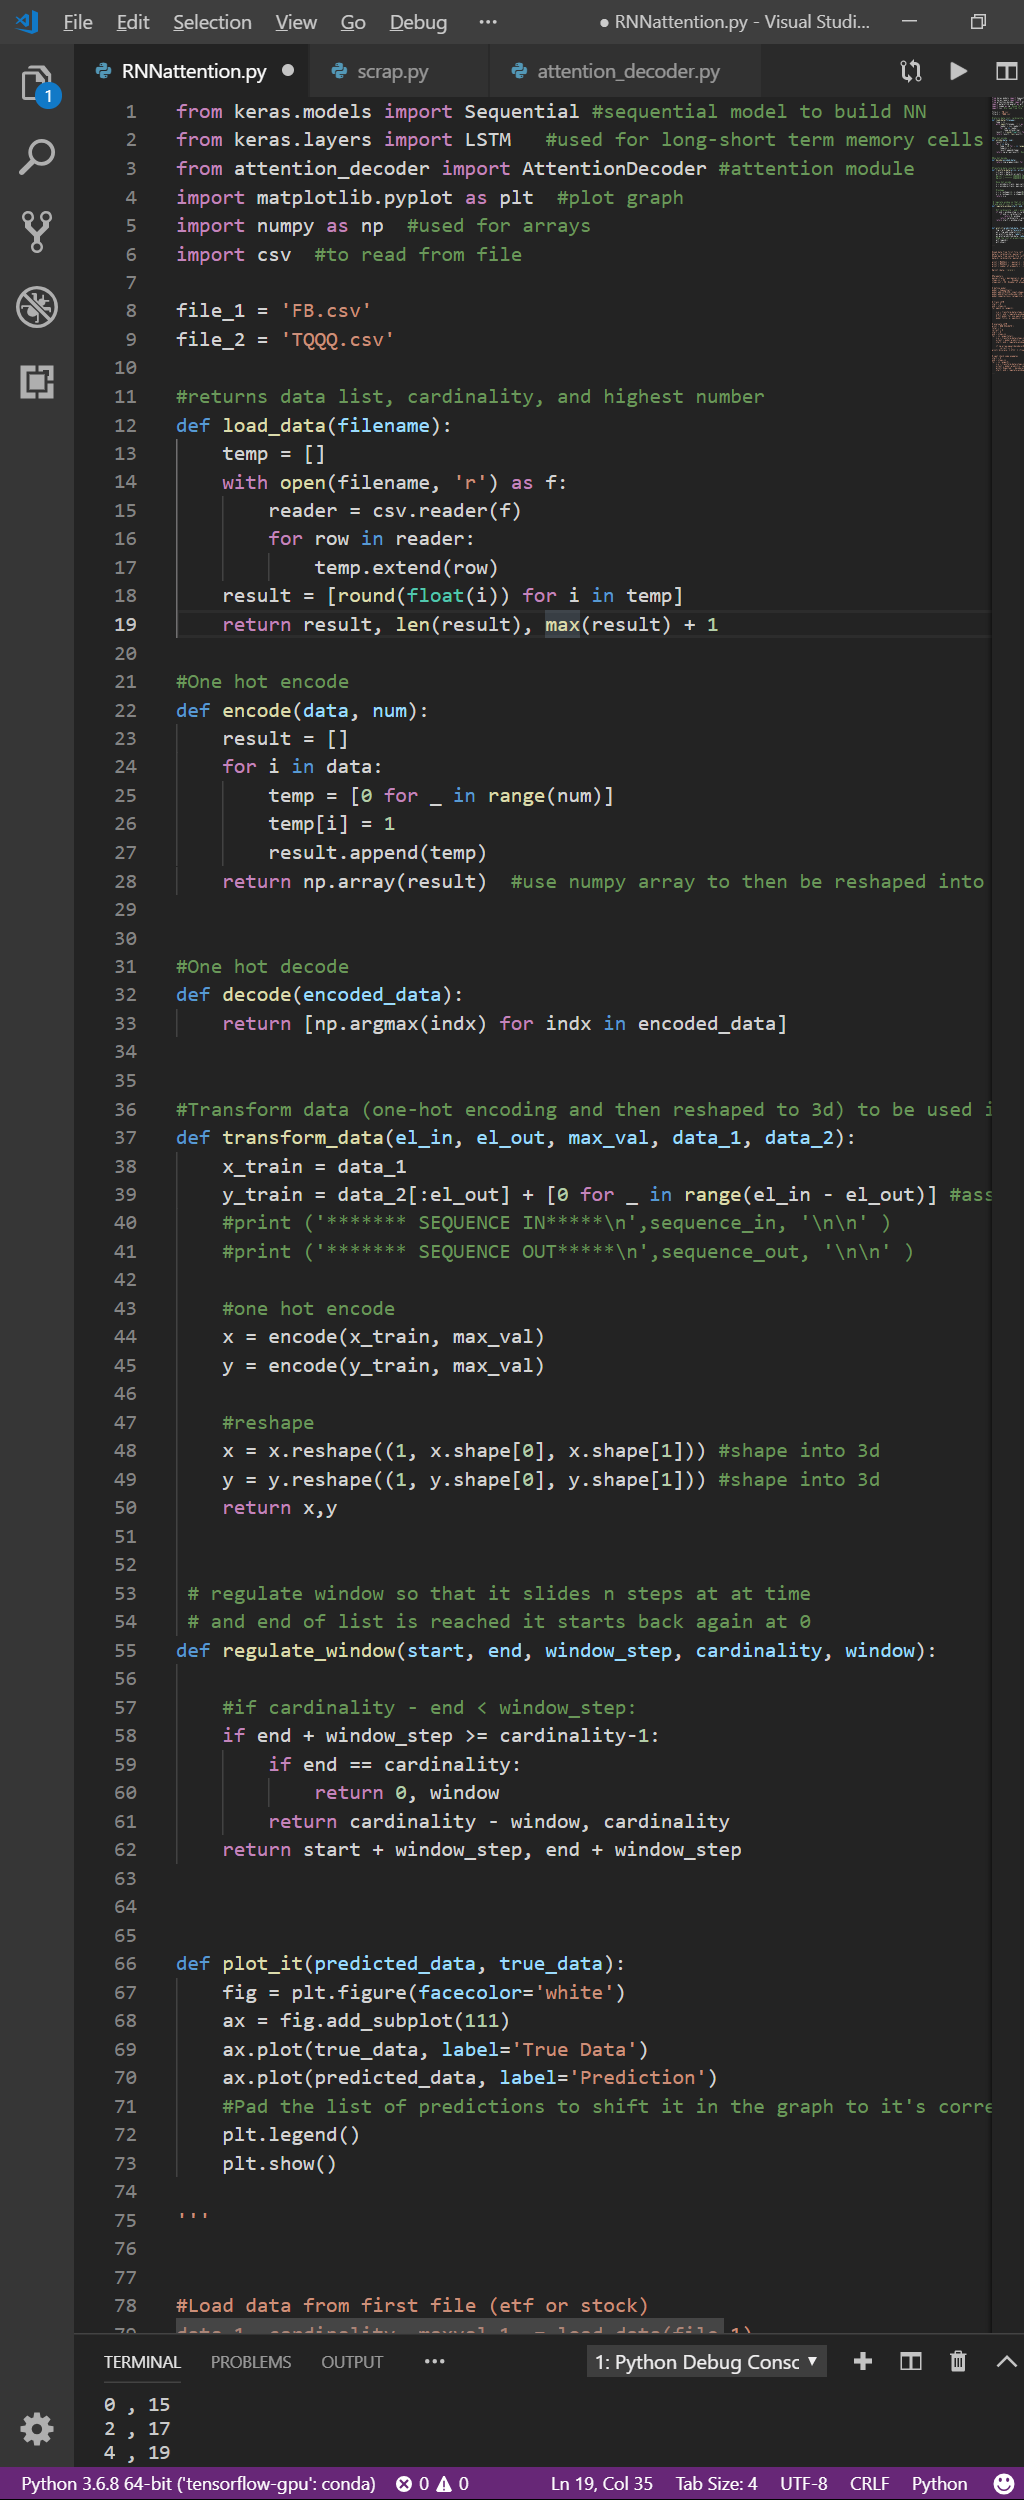 File Edit Selection View Go Debug ··· ● RNNattention.py - Visual Studi...
RNNattention.py ● scrap.py attention_decoder.py
1
1 from keras.models import Sequential #sequential model to build NN
2 from keras.layers import LSTM   #used for long-short term memory cells
3 from attention_decoder import AttentionDecoder #attention module
4 import matplotlib.pyplot as plt  #plot graph
5 import numpy as np  #used for arrays
6 import csv  #to read from file
7
8 file_1 = 'FB.csv'
9 file_2 = 'TQQQ.csv'
10
11 #returns data list, cardinality, and highest number
12 def load_data(filename):
13     temp = []
14     with open(filename, 'r') as f:
15         reader = csv.reader(f)
16         for row in reader:
17             temp.extend(row)
18     result = [round(float(i)) for i in temp]
19     return result, len(result), max(result) + 1
20
21 #One hot encode
22 def encode(data, num):
23     result = []
24     for i in data:
25         temp = [0 for _ in range(num)]
26         temp[i] = 1
27         result.append(temp)
28     return np.array(result)  #use numpy array to then be reshaped into
29
30
31 #One hot decode
32 def decode(encoded_data):
33     return [np.argmax(indx) for indx in encoded_data]
34
35
36 #Transform data (one-hot encoding and then reshaped to 3d) to be used i
37 def transform_data(el_in, el_out, max_val, data_1, data_2):
38     x_train = data_1
39     y_train = data_2[:el_out] + [0 for _ in range(el_in - el_out)] #ass
40     #print ('******* SEQUENCE IN*****\n',sequence_in, '\n\n' )
41     #print ('******* SEQUENCE OUT*****\n',sequence_out, '\n\n' )
42
43     #one hot encode
44     x = encode(x_train, max_val)
45     y = encode(y_train, max_val)
46
47     #reshape
48     x = x.reshape((1, x.shape[0], x.shape[1])) #shape into 3d
49     y = y.reshape((1, y.shape[0], y.shape[1])) #shape into 3d
50     return x,y
51
52
53  # regulate window so that it slides n steps at at time
54  # and end of list is reached it starts back again at 0
55 def regulate_window(start, end, window_step, cardinality, window):
56
57     #if cardinality - end < window_step:
58     if end + window_step >= cardinality-1:
59         if end == cardinality:
60             return 0, window
61         return cardinality - window, cardinality
62     return start + window_step, end + window_step
63
64
65
66 def plot_it(predicted_data, true_data):
67     fig = plt.figure(facecolor='white')
68     ax = fig.add_subplot(111)
69     ax.plot(true_data, label='True Data')
70     ax.plot(predicted_data, label='Prediction')
71     #Pad the list of predictions to shift it in the graph to it's corre
72     plt.legend()
73     plt.show()
74
75 '''
76
77
78 #Load data from first file (etf or stock)
79 data_1, cardinality, maxval_1 = load_data(file_1)
TERMINAL PROBLEMS OUTPUT ··· 1: Python Debug Consc
0 , 15
2 , 17
4 , 19
Python 3.6.8 64-bit ('tensorflow-gpu': conda) 0 0 Ln 19, Col 35 Tab Size: 4 UTF-8 CRLF Python